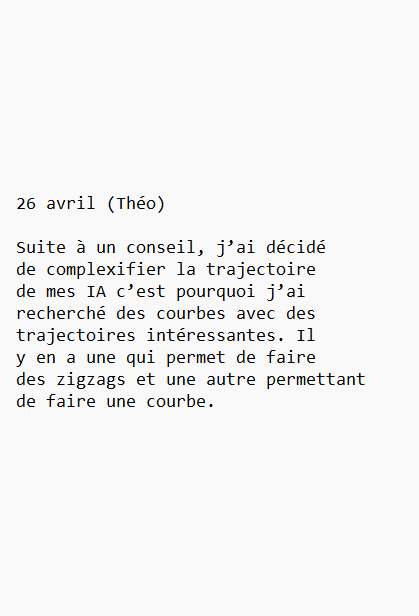 26 avril (Théo)
Suite à un conseil, j’ai décidé
de complexifier la trajectoire
de mes IA c’est pourquoi j’ai
recherché des courbes avec des
trajectoires intéressantes. Il
y en a une qui permet de faire
des zigzags et une autre permettant
de faire une courbe.